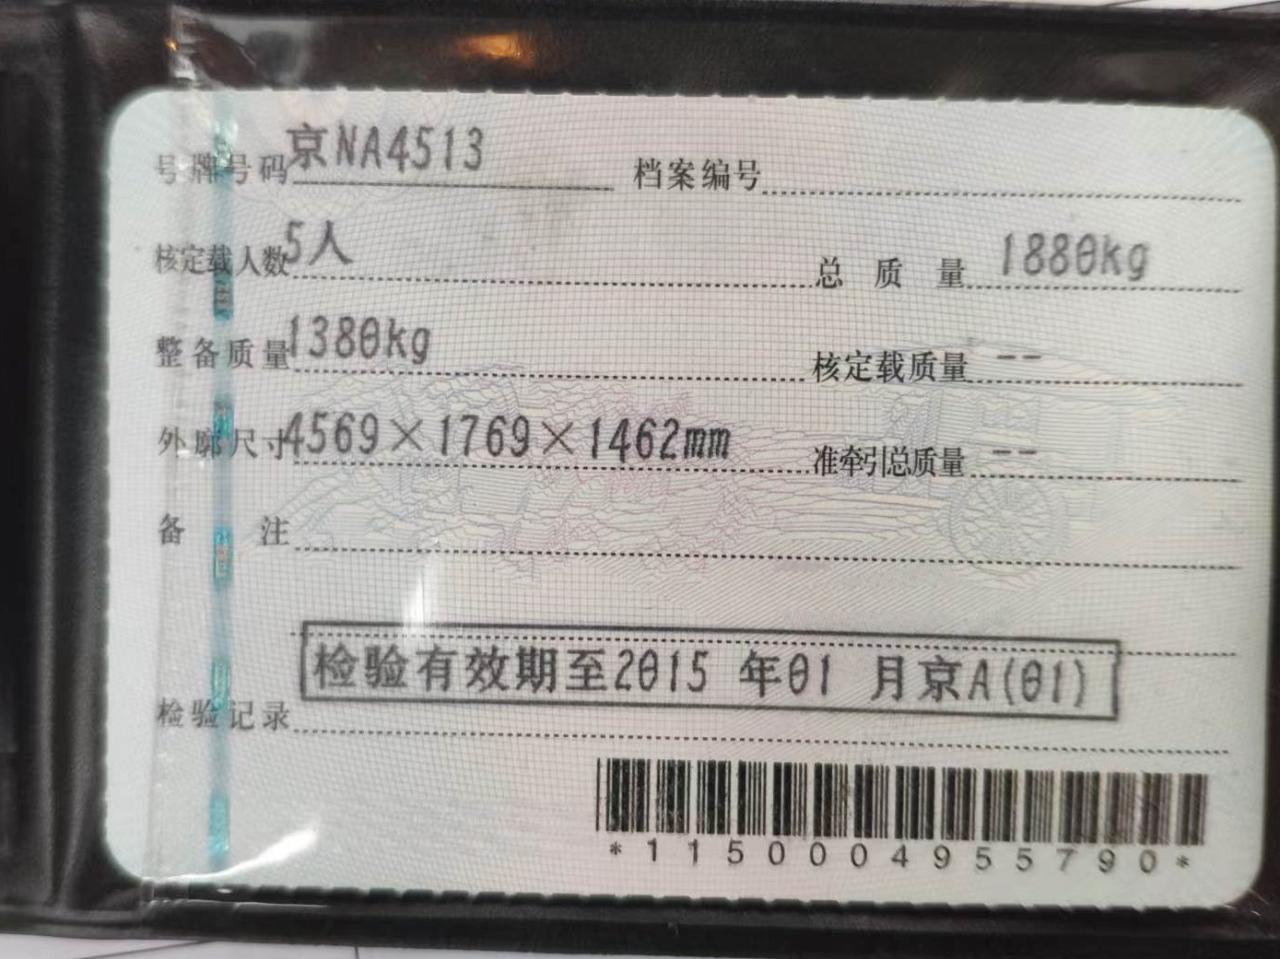 号牌号码 京NA4513 档案编号
核定载人数 5人 总质量 1880kg
整备质量 1380kg 核定载质量 --
外廓尺寸 4569×1769×1462mm 准牵引总质量 --
备注
检验有效期至2015 年01 月京A(01)
检验记录
*1150004955790*